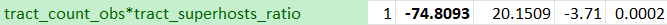 tract_count_obs*tract_superhosts_ratio 1 -74.8093 20.1509 -3.71 0.0002